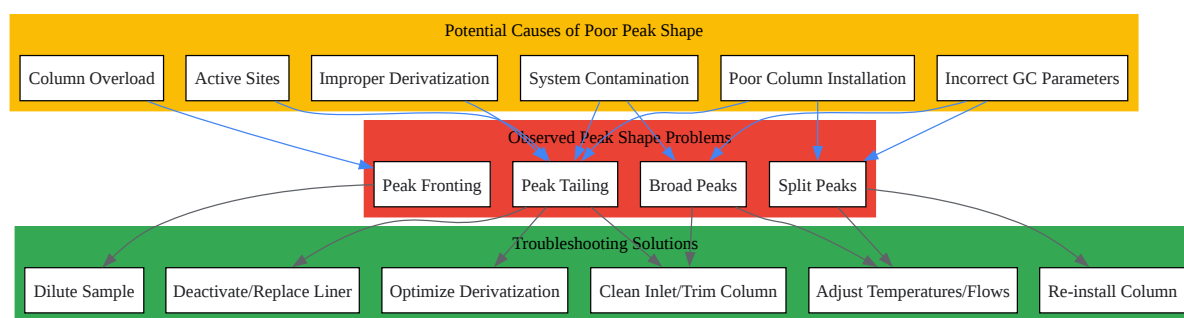 Potential Causes of Poor Peak Shape
Column Overload
Active Sites
Improper Derivatization
System Contamination
Poor Column Installation
Incorrect GC Parameters
Observed Peak Shape Problems
Peak Fronting
Peak Tailing
Broad Peaks
Split Peaks
Troubleshooting Solutions
Dilute Sample
Deactivate/Replace Liner
Optimize Derivatization
Clean Inlet/Trim Column
Adjust Temperatures/Flows
Re-install Column